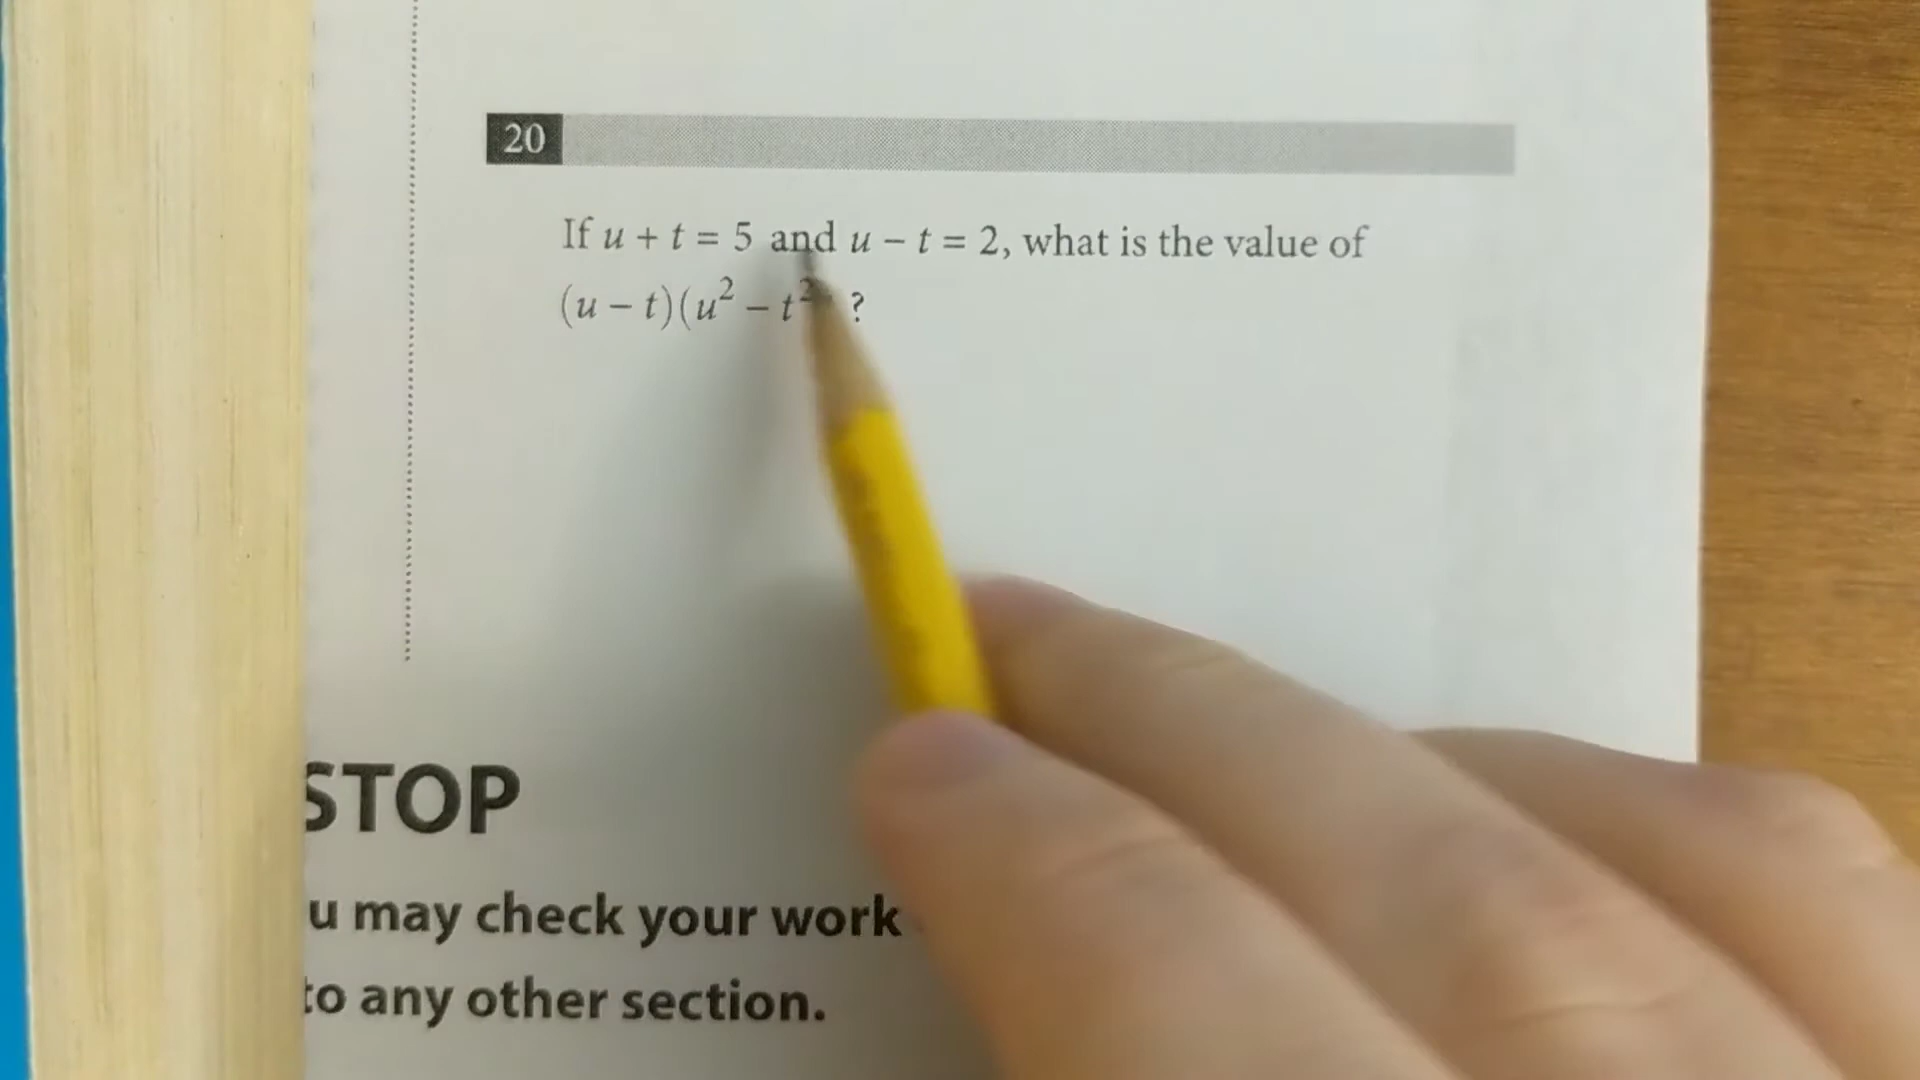 20
If u + t = 5 and u − t = 2, what is the value of
(u − t)(u² − t² ?
STOP
u may check your work
to any other section.